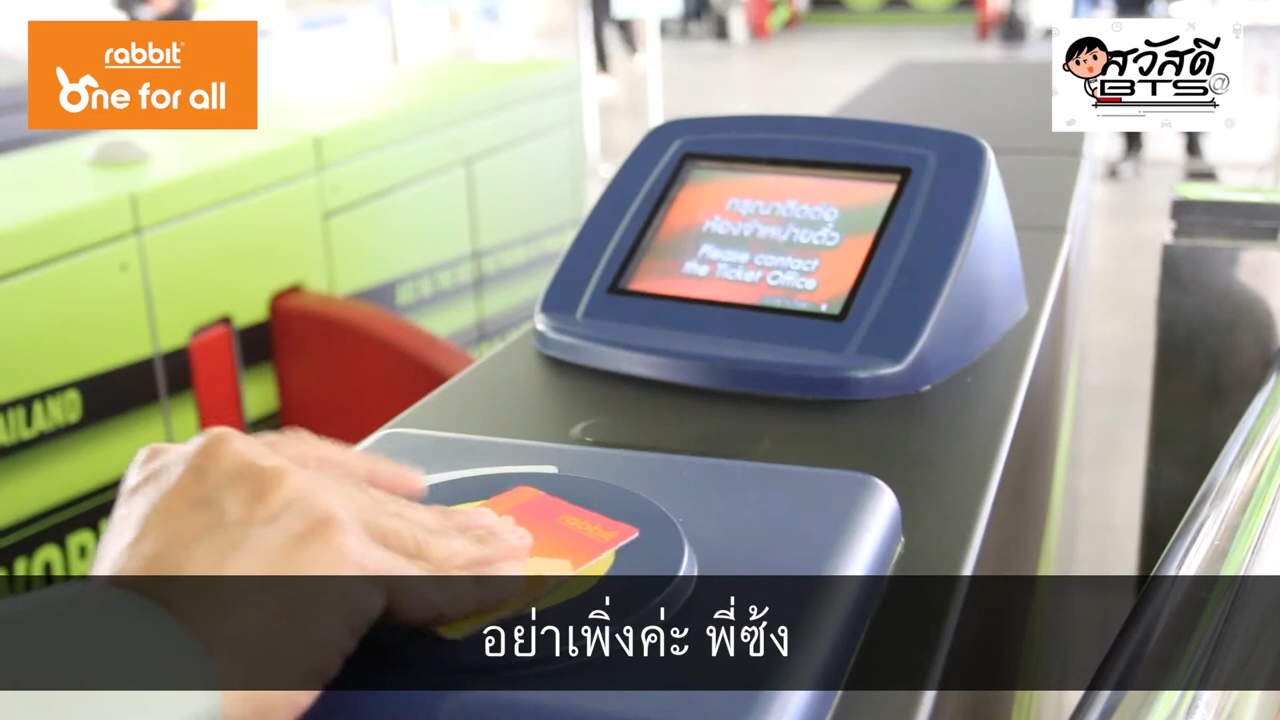 rabbit
One for all
สวัสดี
BTS@
กรุณาติดต่อ
ห้องจำหน่ายตั๋ว
Please contact
the Ticket Office
AILAND
rabbit
WOR
อย่าเพิ่งค่ะ พี่ซ้ง